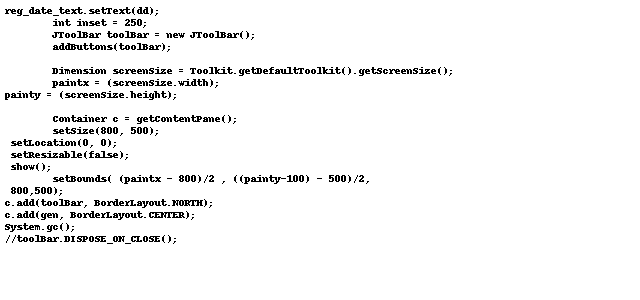 reg_date_text.setText(dd);
int inset = 250;
JToolBar toolBar = new JToolBar();
addButtons(toolBar);
Dimension screenSize = Toolkit.getDefaultToolkit().getScreenSize();
paintx = (screenSize.width);
painty = (screenSize.height);
Container c = getContentPane();
setSize(800, 500);
setLocation(0, 0);
setResizable(false);
show();
setBounds( (paintx - 800)/2 , ((painty-100) - 500)/2,
800,500);
c.add(toolBar, BorderLayout.NORTH);
c.add(gen, BorderLayout.CENTER);
System.gc();
//toolBar.DISPOSE_ON_CLOSE();